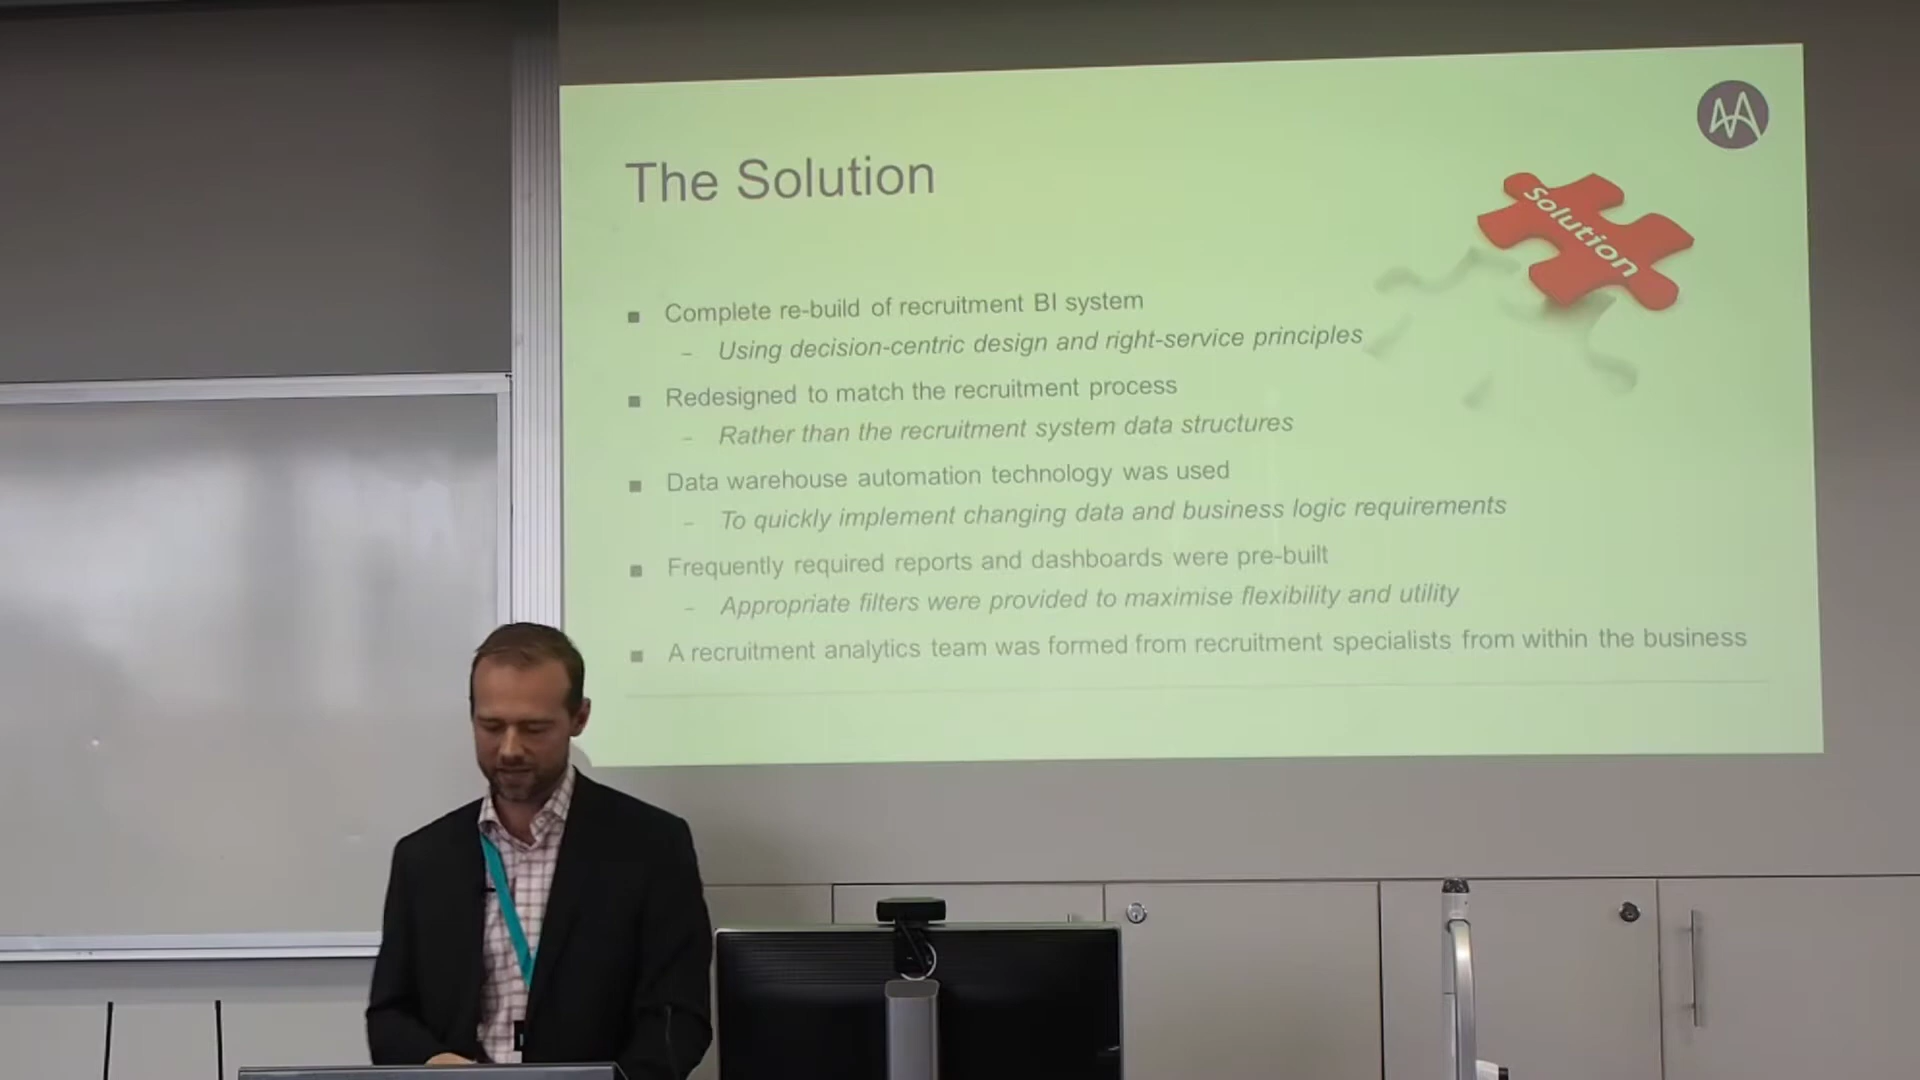 The Solution
Solution
Complete re-build of recruitment BI system
– Using decision-centric design and right-service principles
Redesigned to match the recruitment process
– Rather than the recruitment system data structures
Data warehouse automation technology was used
– To quickly implement changing data and business logic requirements
Frequently required reports and dashboards were pre-built
– Appropriate filters were provided to maximise flexibility and utility
A recruitment analytics team was formed from recruitment specialists from within the business